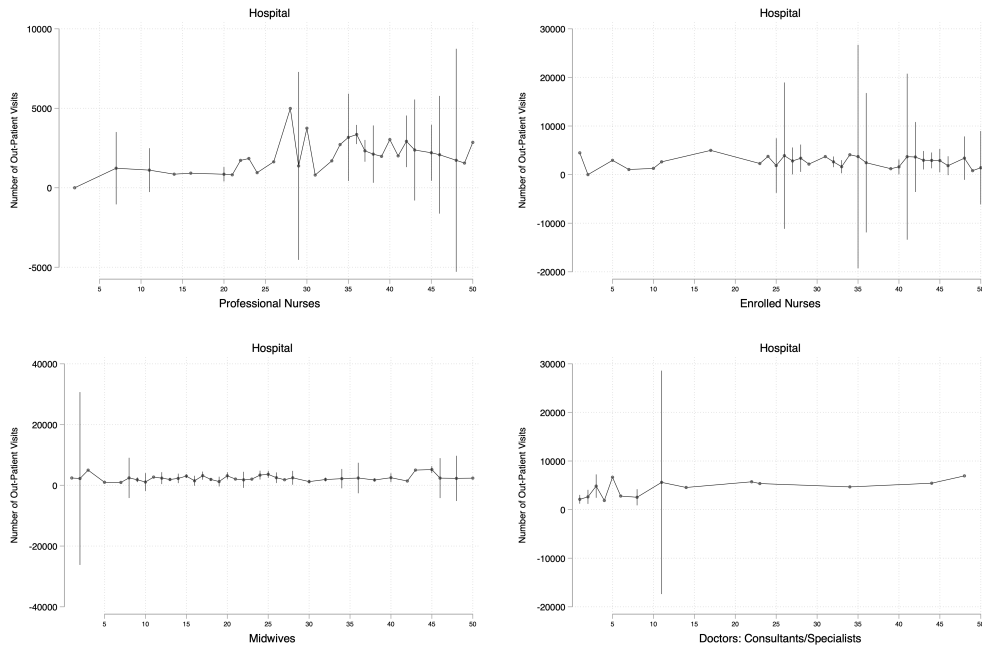 Hospital
Number of Out-Patient Visits
10000
5000
0
-5000
5 10 15 20 25 30 35 40 45 50
Professional Nurses
Hospital
Number of Out-Patient Visits
30000
20000
10000
0
-10000
-20000
5 10 15 20 25 30 35 40 45 50
Enrolled Nurses
Hospital
Number of Out-Patient Visits
40000
20000
0
-20000
-40000
5 10 15 20 25 30 35 40 45 50
Midwives
Hospital
Number of Out-Patient Visits
30000
20000
10000
0
-10000
-20000
5 10 15 20 25 30 35 40 45 50
Doctors: Consultants/Specialists